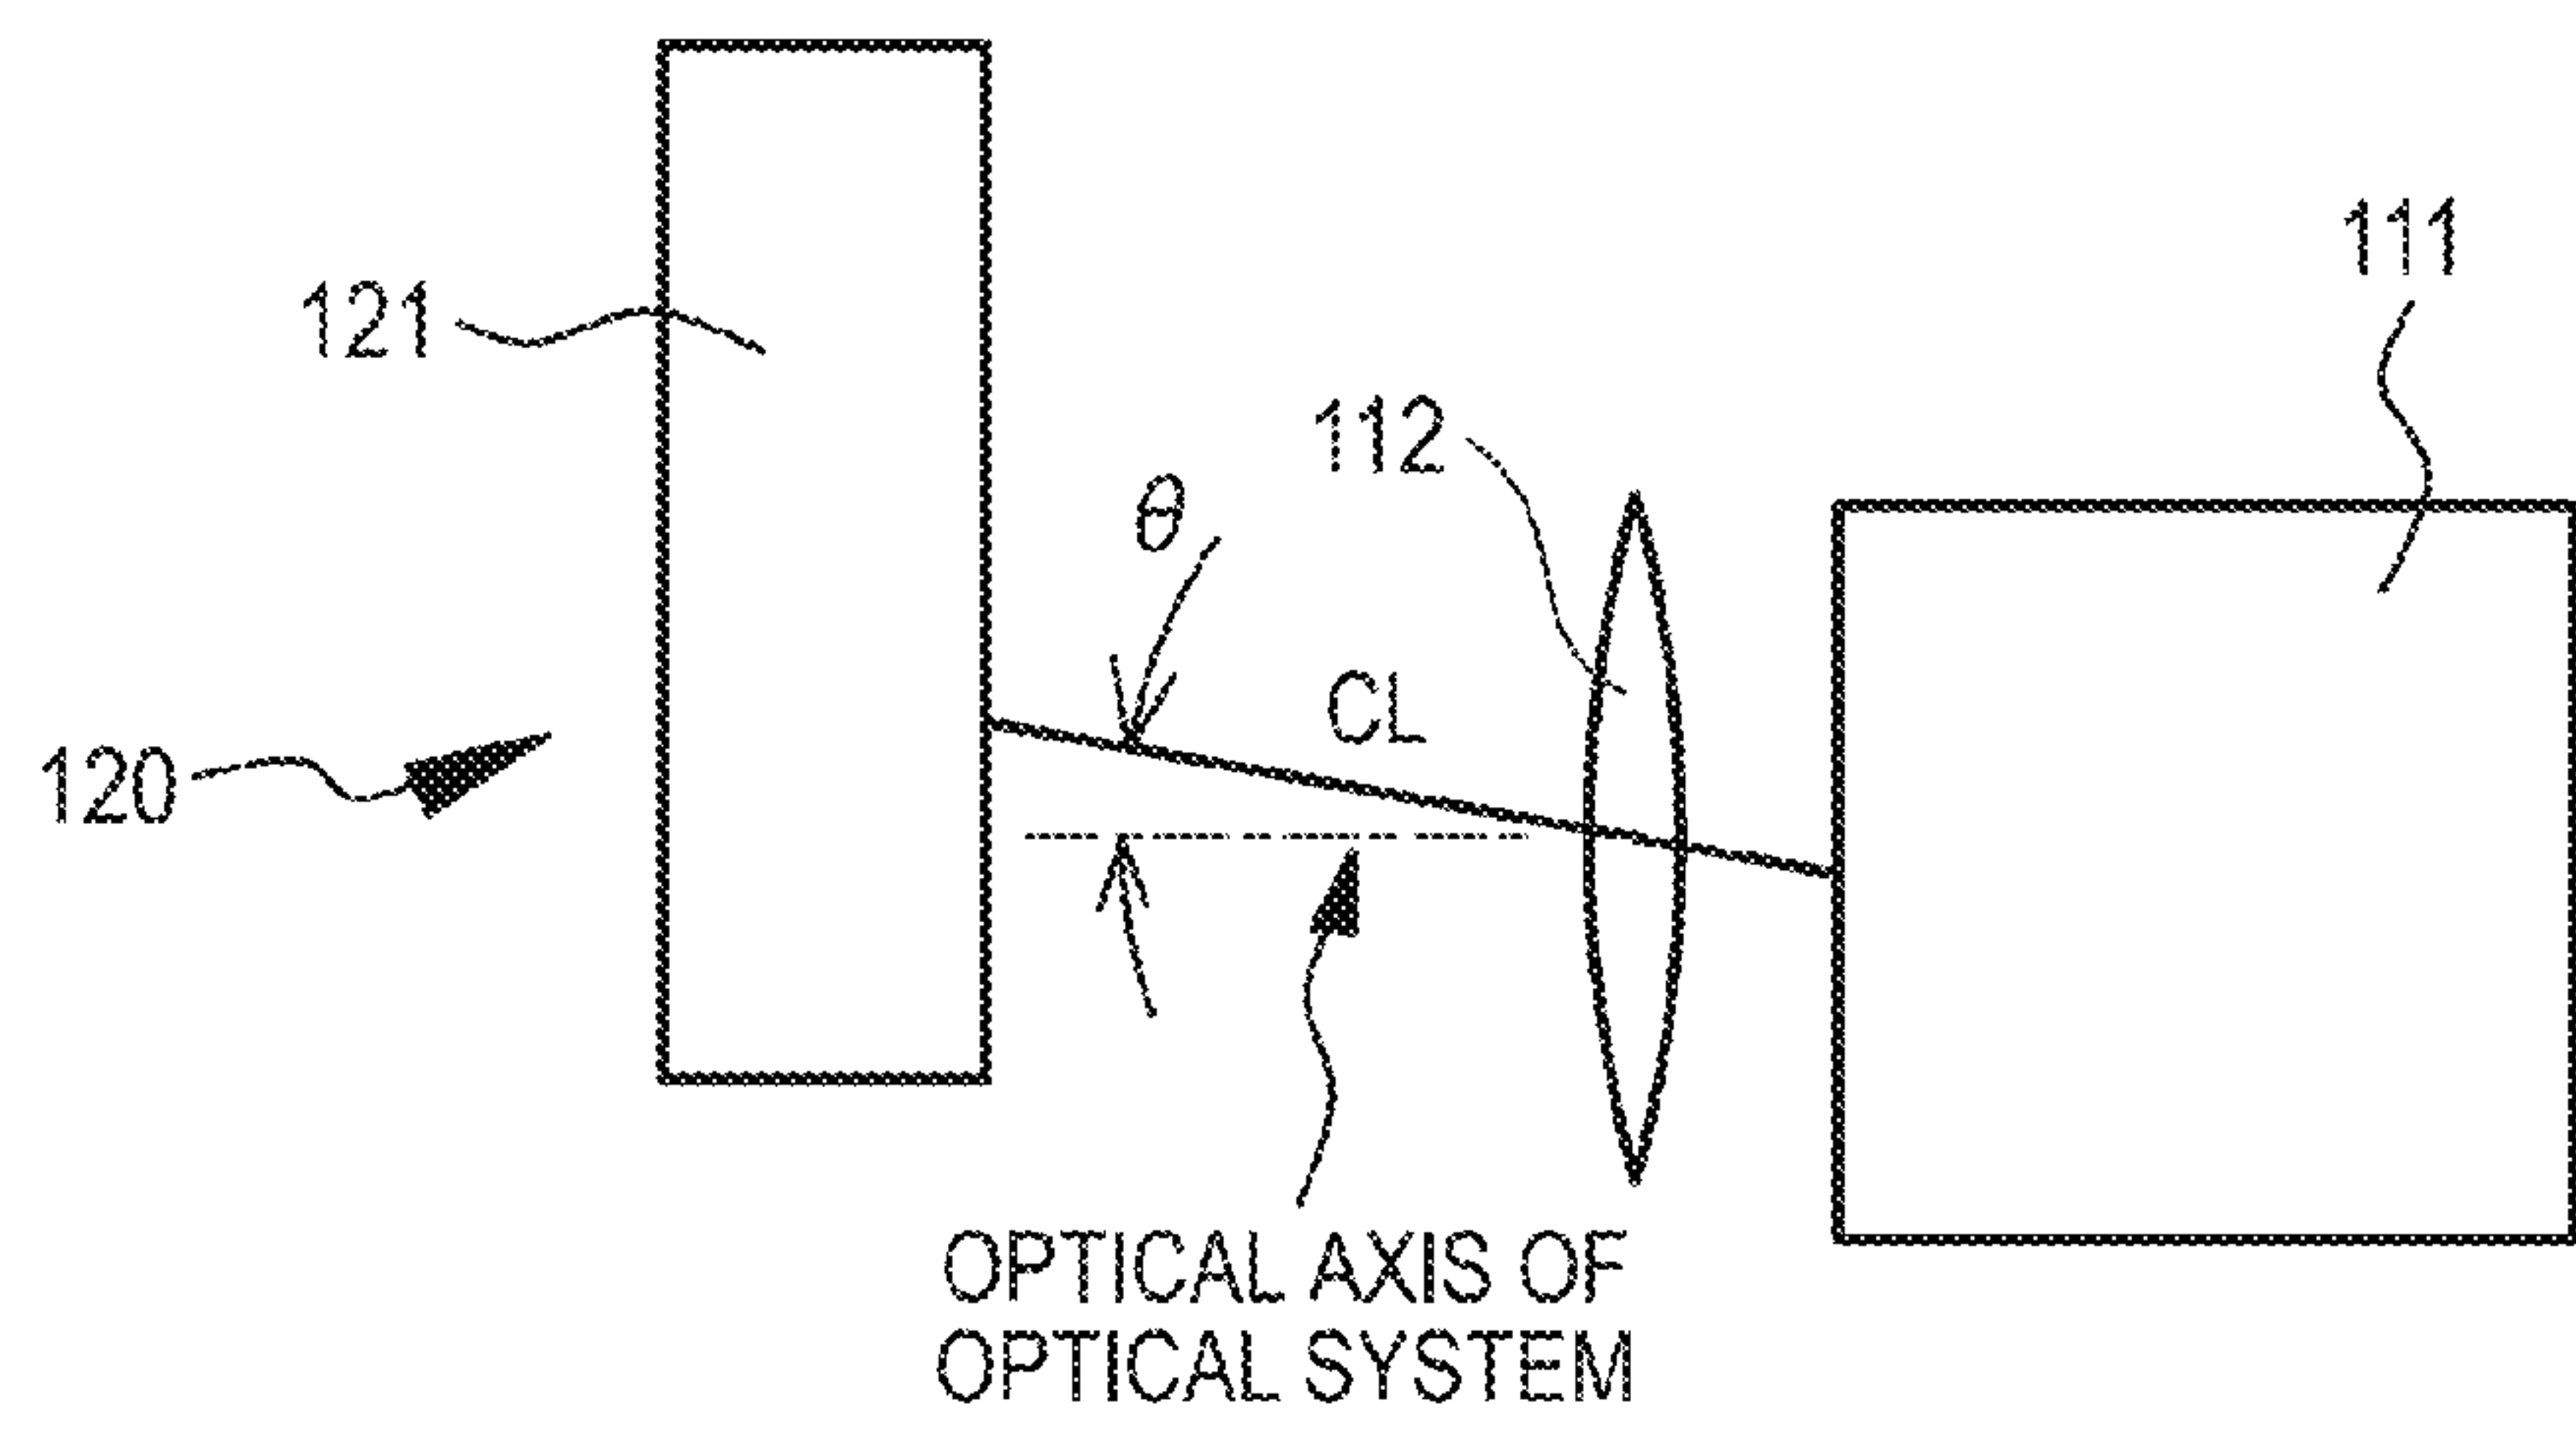 111
121
112
θ
CL
120
OPTICAL AXIS OF
OPTICAL SYSTEM